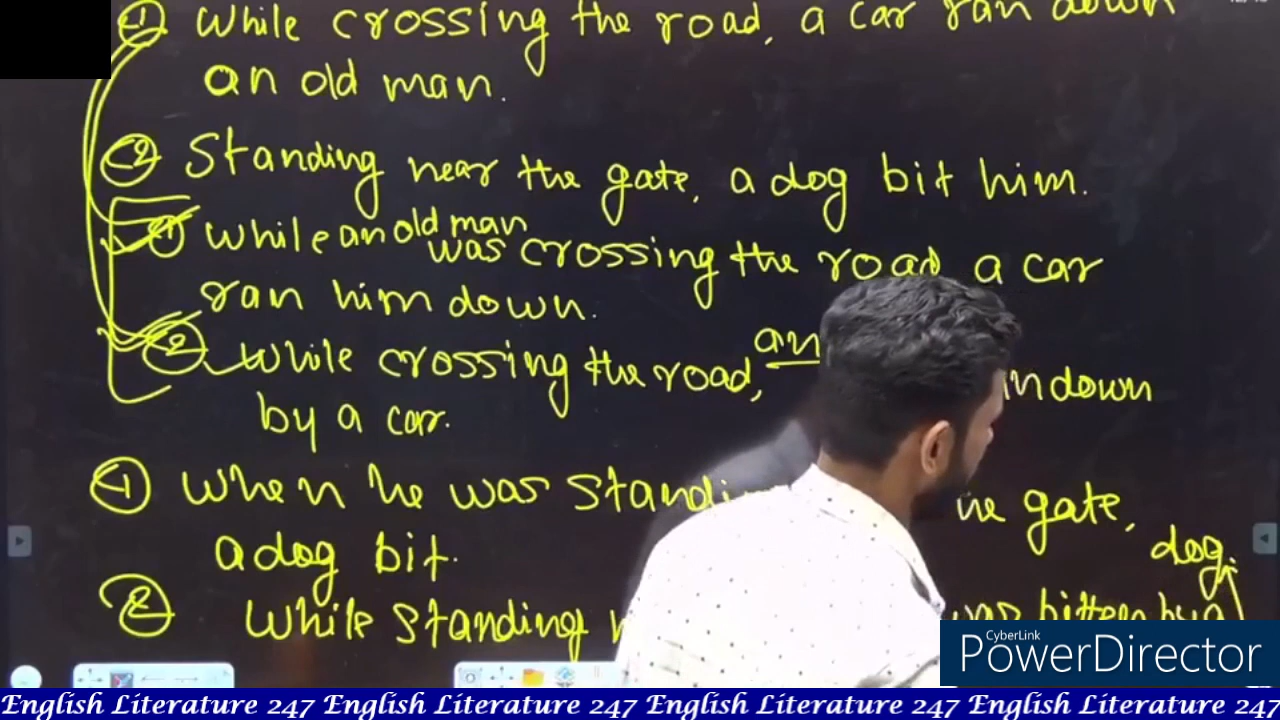 ① While crossing the road, a car ran down
an old man.
② Standing near the gate, a dog bit him.
① While an old man
was crossing the road a car
ran him down.
② While crossing the road, an down
by a car.
① When he was gate,
a dog bit.
dog.
② While standing was bitten by a
CyberLink
PowerDirector
English Literature 247 English Literature 247 English Literature 247 English Literature 247